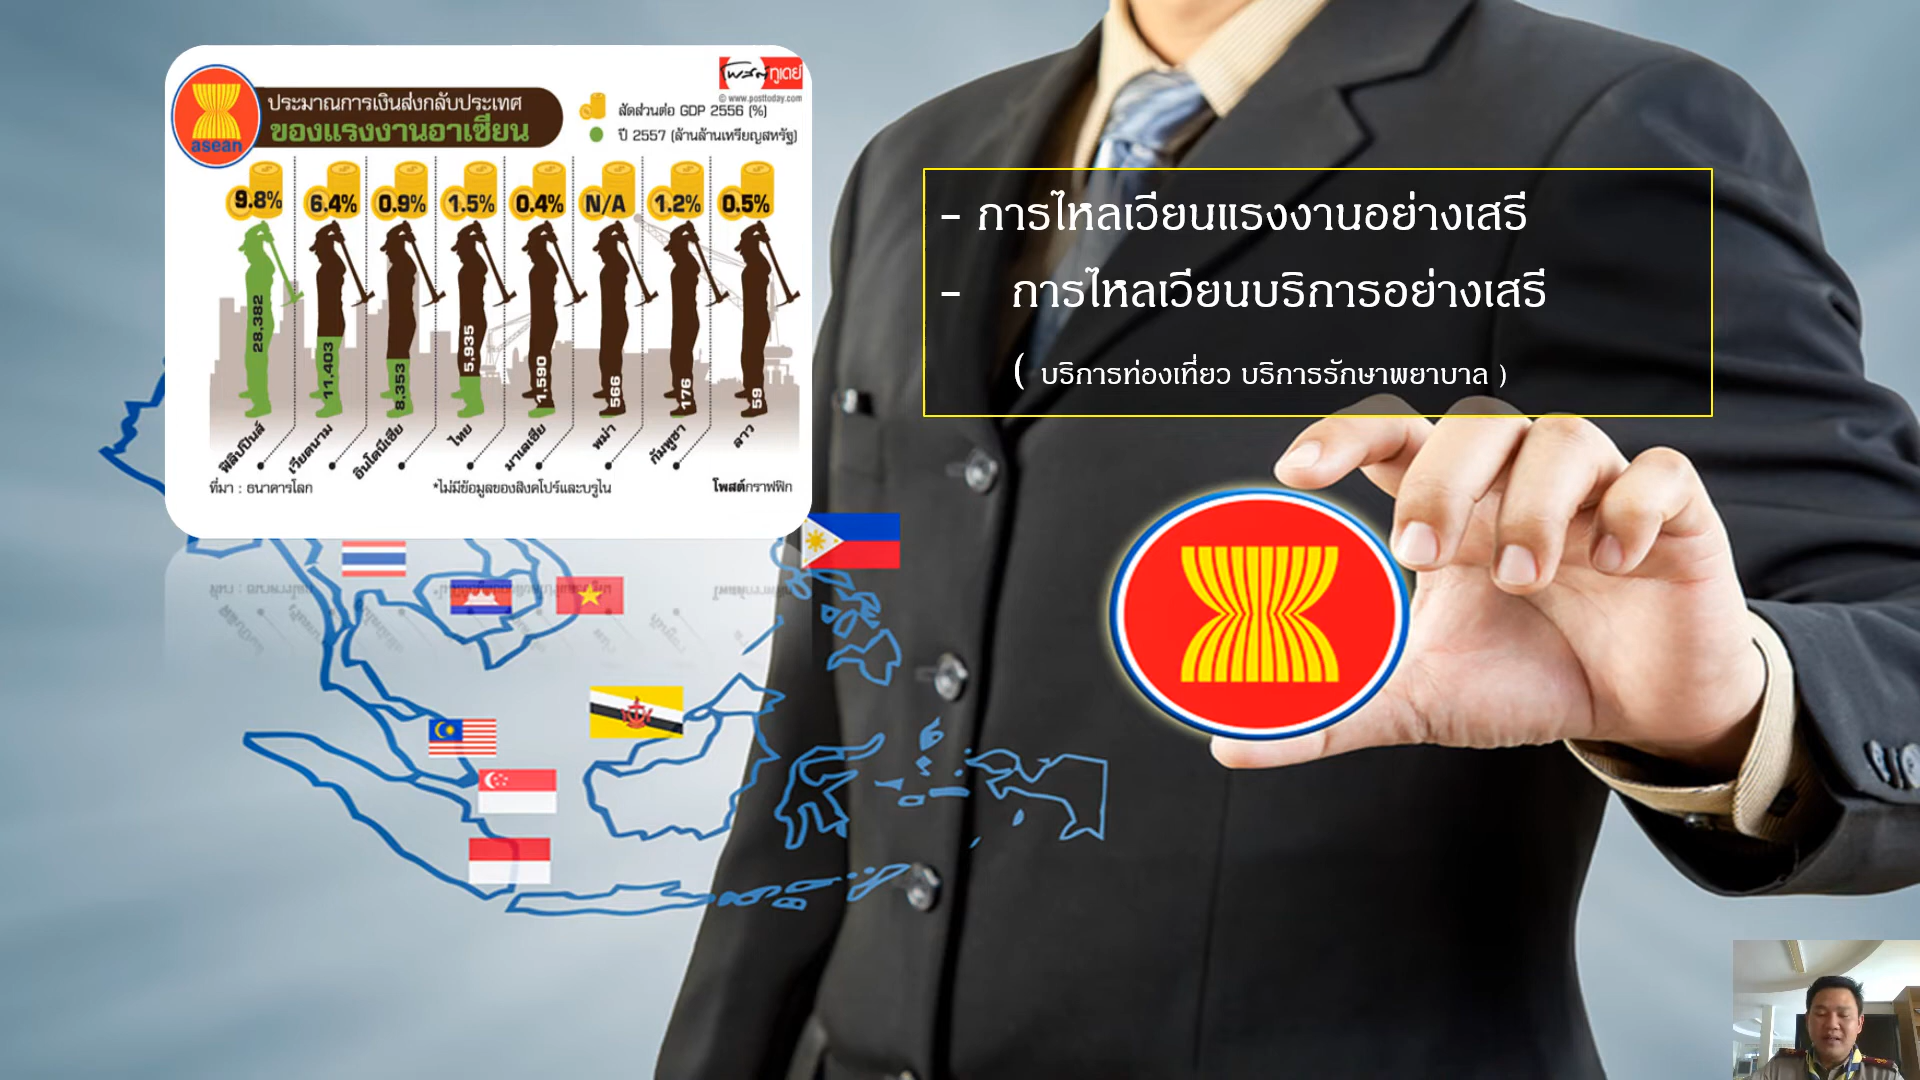 โพสต์ทูเดย์
© www.posttoday.com
asean
ประมาณการเงินส่งกลับประเทศ
ของแรงงานอาเซียน
สัดส่วนต่อ GDP 2556 (%)
ปี 2557 (ล้านล้านเหรียญสหรัฐ)
9.8% 6.4% 0.9% 1.5% 0.4% N/A 1.2% 0.5%
28,382 11,403 8,353 5,935 1,590 566 176 59
ฟิลิปปินส์ เวียดนาม อินโดนีเซีย ไทย มาเลเซีย พม่า กัมพูชา ลาว
ที่มา : ธนาคารโลก *ไม่มีข้อมูลของสิงคโปร์และบรูไน โพสต์กราฟฟิก
- การไหลเวียนแรงงานอย่างเสรี
- การไหลเวียนบริการอย่างเสรี
( บริการท่องเที่ยว บริการรักษาพยาบาล )